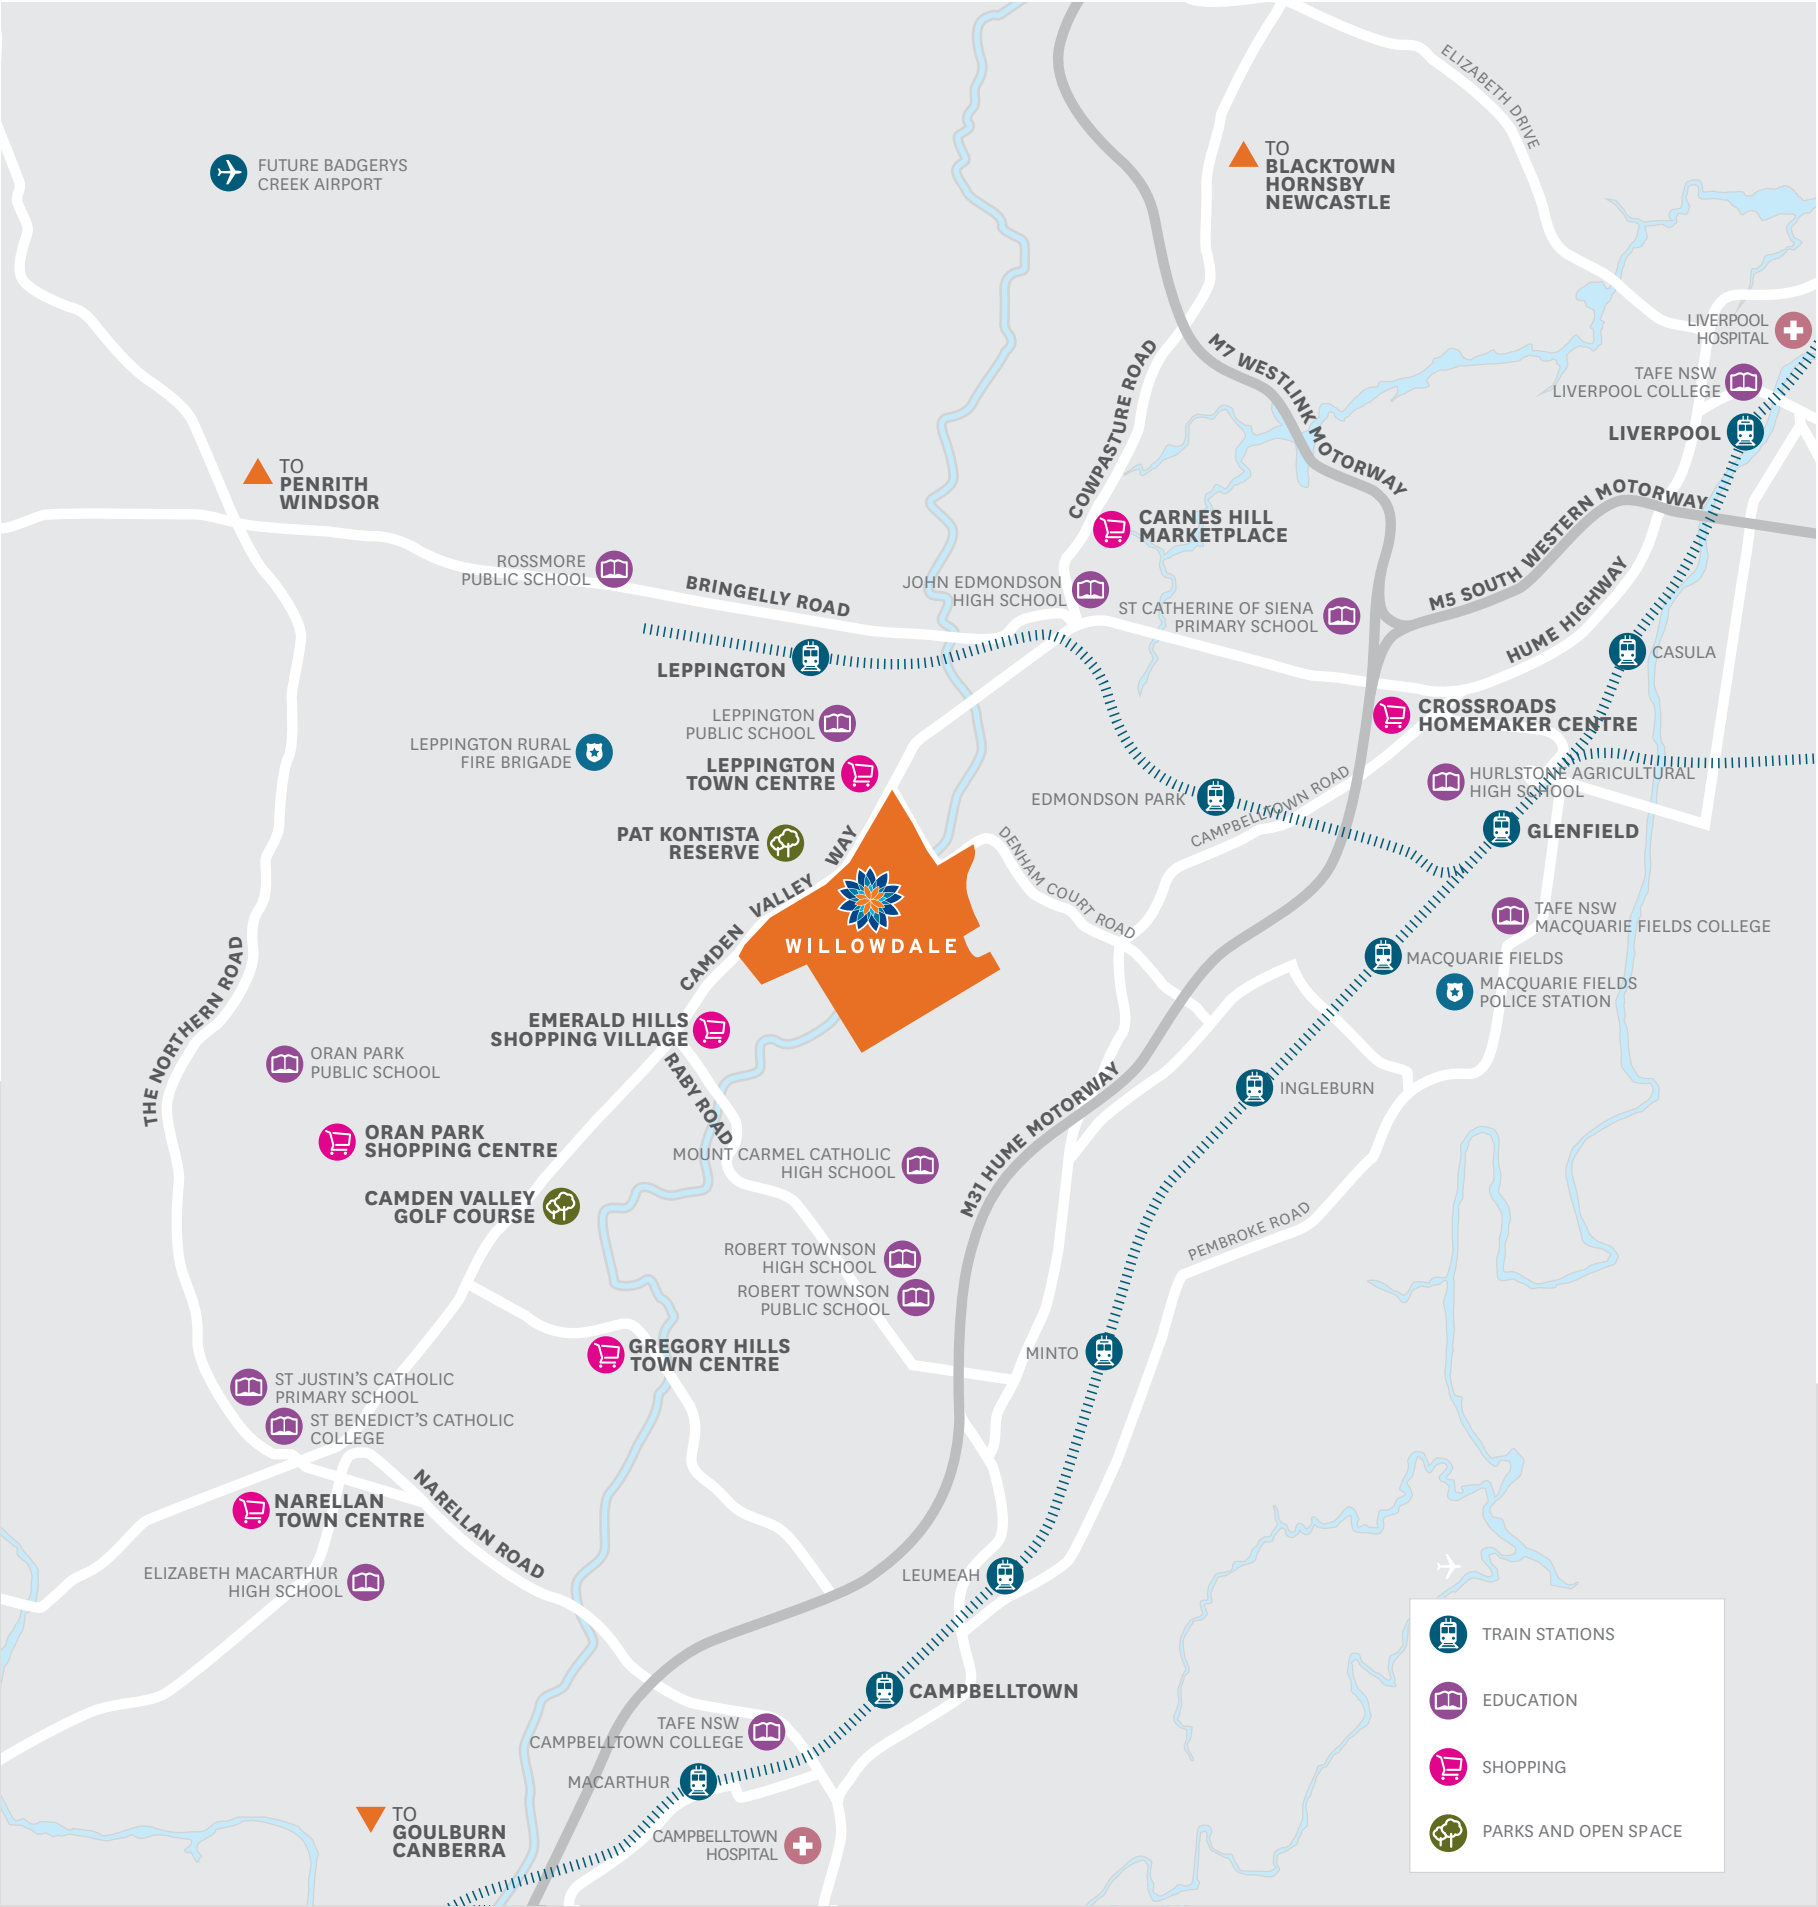 ELIZABETH DRIVE
FUTURE BADGERYS
CREEK AIRPORT
TO
BLACKTOWN
HORNSBY
NEWCASTLE
LIVERPOOL
HOSPITAL
TAFE NSW
LIVERPOOL COLLEGE
LIVERPOOL
M7 WESTLINK MOTORWAY
COWPASTURE ROAD
TO
PENRITH
WINDSOR
M5 SOUTH WESTERN MOTORWAY
CARNES HILL
MARKETPLACE
ROSSMORE
PUBLIC SCHOOL
BRINGELLY ROAD
JOHN EDMONDSON
HIGH SCHOOL
ST CATHERINE OF SIENA
PRIMARY SCHOOL
HUME HIGHWAY
CASULA
LEPPINGTON
LEPPINGTON
PUBLIC SCHOOL
CROSSROADS
HOMEMAKER CENTRE
LEPPINGTON RURAL
FIRE BRIGADE
LEPPINGTON
TOWN CENTRE
HURLSTONE AGRICULTURAL
HIGH SCHOOL
EDMONDSON PARK
CAMPBELLTOWN ROAD
GLENFIELD
PAT KONTISTA
RESERVE
CAMDEN VALLEY WAY
DENHAM COURT ROAD
WILLOWDALE
TAFE NSW
MACQUARIE FIELDS COLLEGE
MACQUARIE FIELDS
MACQUARIE FIELDS
POLICE STATION
THE NORTHERN ROAD
EMERALD HILLS
SHOPPING VILLAGE
ORAN PARK
PUBLIC SCHOOL
RABY ROAD
INGLEBURN
M31 HUME MOTORWAY
ORAN PARK
SHOPPING CENTRE
MOUNT CARMEL CATHOLIC
HIGH SCHOOL
CAMDEN VALLEY
GOLF COURSE
PEMBROKE ROAD
ROBERT TOWNSON
HIGH SCHOOL
ROBERT TOWNSON
PUBLIC SCHOOL
GREGORY HILLS
TOWN CENTRE
MINTO
ST JUSTIN'S CATHOLIC
PRIMARY SCHOOL
ST BENEDICT'S CATHOLIC
COLLEGE
NARELLAN
TOWN CENTRE
NARELLAN ROAD
ELIZABETH MACARTHUR
HIGH SCHOOL
LEUMEAH
CAMPBELLTOWN
TAFE NSW
CAMPBELLTOWN COLLEGE
MACARTHUR
TO
GOULBURN
CANBERRA
CAMPBELLTOWN
HOSPITAL
TRAIN STATIONS
EDUCATION
SHOPPING
PARKS AND OPEN SPACE